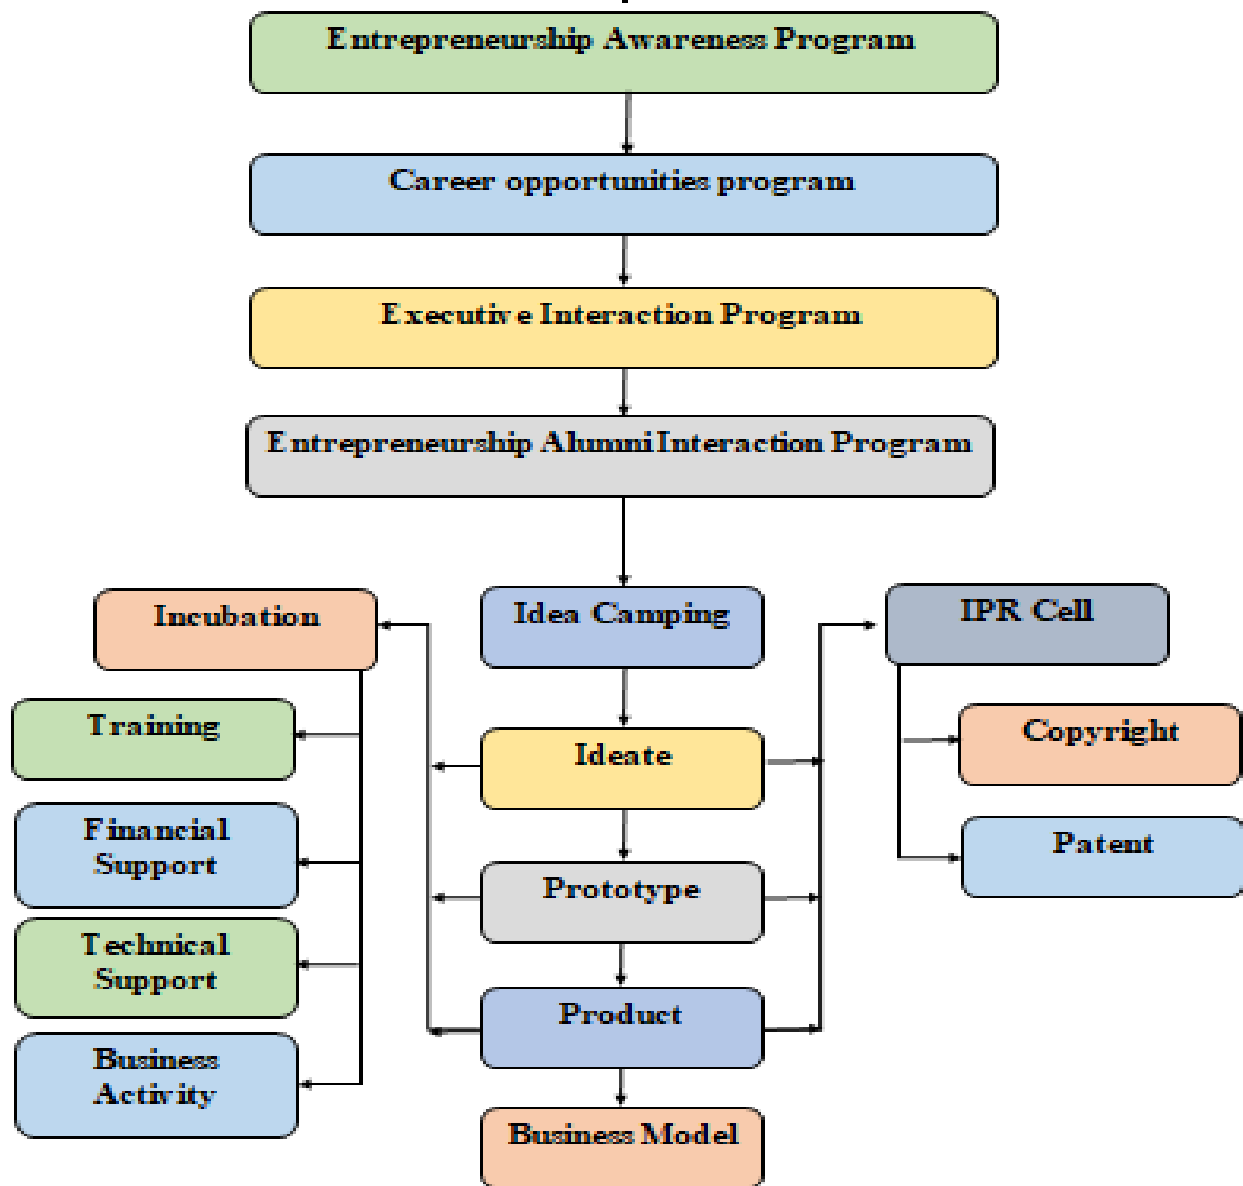 Entrepreneurship Awareness Program
Career opportunities program
Executive Interaction Program
Entrepreneurship Alumni Interaction Program
Incubation
Idea Camping
IPR Cell
Training
Ideate
Copyright
Financial
Support
Prototype
Patent
Technical
Support
Product
Business
Activity
Business Model